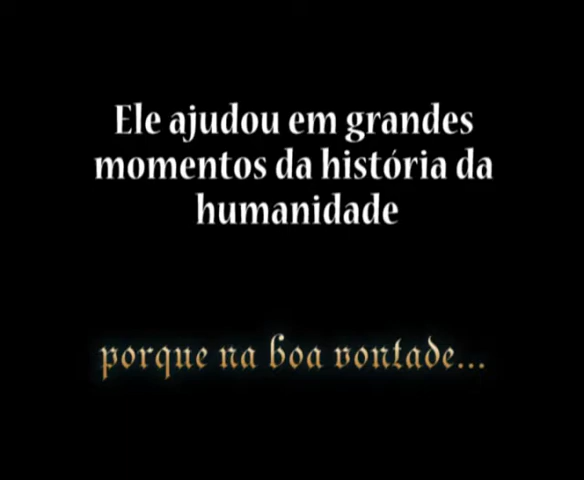 Ele ajudou em grandes
momentos da história da
humanidade
porque na boa vontade...